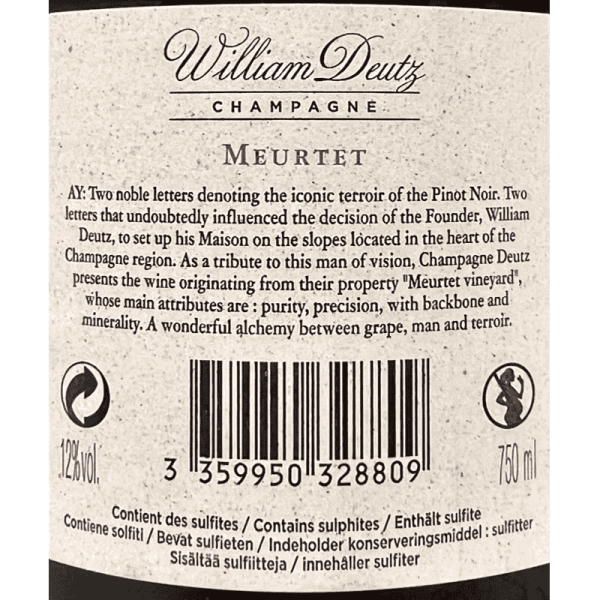 William Deutz
CHAMPAGNE
MEURTET
AY: Two noble letters denoting the iconic terroir of the Pinot Noir. Two
letters that undoubtedly influenced the decision of the Founder, William
Deutz, to set up his Maison on the slopes located in the heart of the
Champagne region. As a tribute to this man of vision, Champagne Deutz
presents the wine originating from their property "Meurtet vineyard",
whose main attributes are : purity, precision, with backbone and
minerality. A wonderful alchemy between grape, man and terroir.
12%vol.
3 359950 328809
750 ml
Contient des sulfites / Contains sulphites / Enthält sulfite
Contiene solfiti / Bevat sulfieten / Indeholder konserveringsmiddel : sulfitter
Sisältää sulfiitteja / innehåller sulfiter